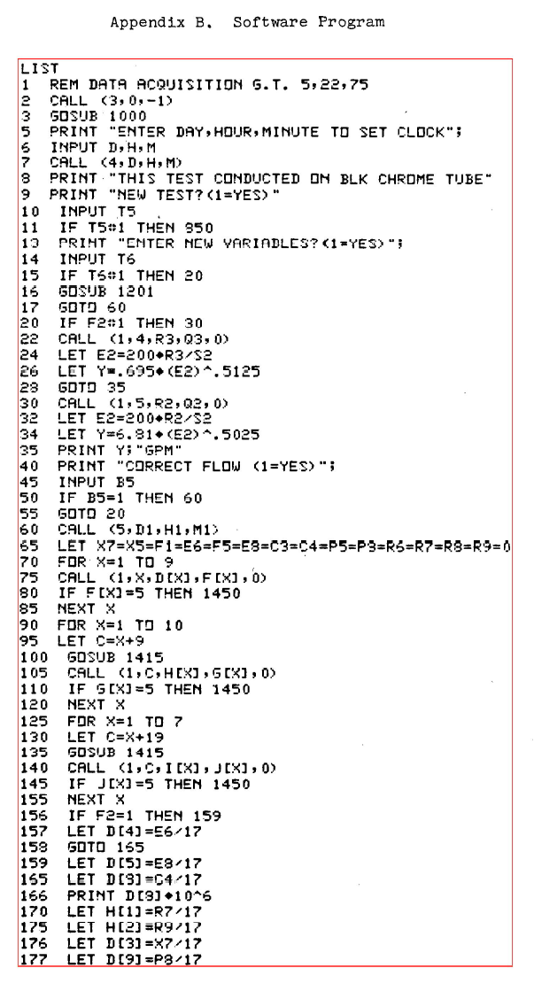 Appendix B. Software Program
LIST
1 REM DATA ACQUISITION G.T. 5,22,75
2 CALL (3,0,-1)
3 GOSUB 1000
5 PRINT "ENTER DAY,HOUR,MINUTE TO SET CLOCK";
6 INPUT D,H,M
7 CALL (4,D,H,M)
8 PRINT "THIS TEST CONDUCTED ON BLK CHROME TUBE"
9 PRINT "NEW TEST?(1=YES)"
10 INPUT T5
11 IF T5#1 THEN 850
13 PRINT "ENTER NEW VARIABLES?(1=YES)";
14 INPUT T6
15 IF T6#1 THEN 20
16 GOSUB 1201
17 GOTO 60
20 IF F2#1 THEN 30
22 CALL (1,4,R3,Q3,0)
24 LET E2=200*R3/S2
26 LET Y=.695*(E2)^.5125
28 GOTO 35
30 CALL (1,5,R2,Q2,0)
32 LET E2=200*R2/S2
34 LET Y=6.81*(E2)^.5025
35 PRINT Y;"GPM"
40 PRINT "CORRECT FLOW (1=YES)";
45 INPUT B5
50 IF B5=1 THEN 60
55 GOTO 20
60 CALL (5,D1,H1,M1)
65 LET X7=X5=F1=E6=F5=E8=C3=C4=P5=P8=R6=R7=R8=R9=0
70 FOR X=1 TO 9
75 CALL (1,X,D[X],F[X],0)
80 IF F[X]=5 THEN 1450
85 NEXT X
90 FOR X=1 TO 10
95 LET C=X+9
100 GOSUB 1415
105 CALL (1,C,H[X],G[X],0)
110 IF G[X]=5 THEN 1450
120 NEXT X
125 FOR X=1 TO 7
130 LET C=X+19
135 GOSUB 1415
140 CALL (1,C,I[X],J[X],0)
145 IF J[X]=5 THEN 1450
155 NEXT X
156 IF F2=1 THEN 159
157 LET D[4]=E6/17
158 GOTO 165
159 LET D[5]=E8/17
165 LET D[8]=C4/17
166 PRINT D[8]*10^6
170 LET H[1]=R7/17
175 LET H[2]=R9/17
176 LET D[3]=X7/17
177 LET D[9]=P8/17